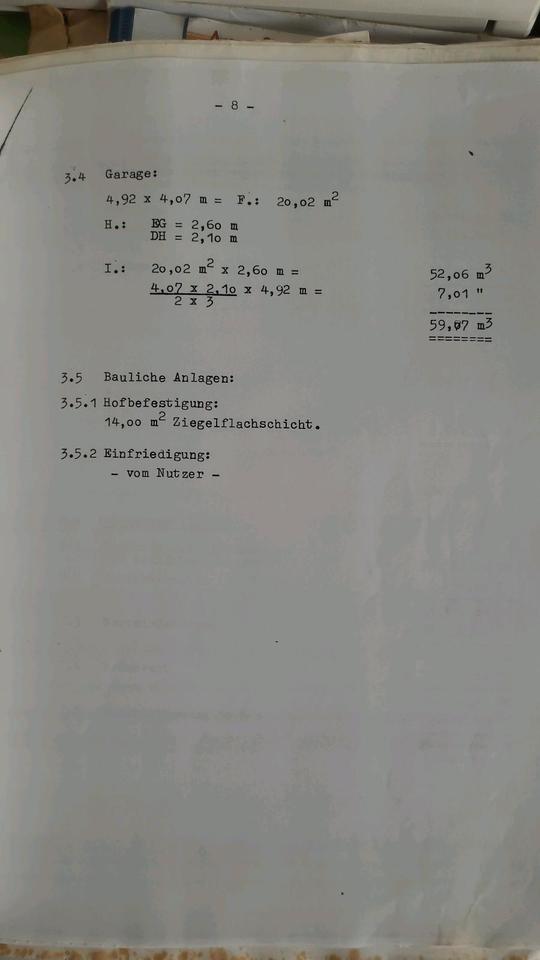 - 8 -
3.4 Garage:
4,92 x 4,07 m = F.: 20,02 m²
H.: EG = 2,60 m
DH = 2,10 m
I.: 20,02 m² x 2,60 m = 52,06 m³
4,07 x 2,10 x 4,92 m = 7,01 "
2 x 3
59,07 m³
3.5 Bauliche Anlagen:
3.5.1 Hofbefestigung:
14,00 m² Ziegelflachschicht.
3.5.2 Einfriedigung:
- vom Nutzer -